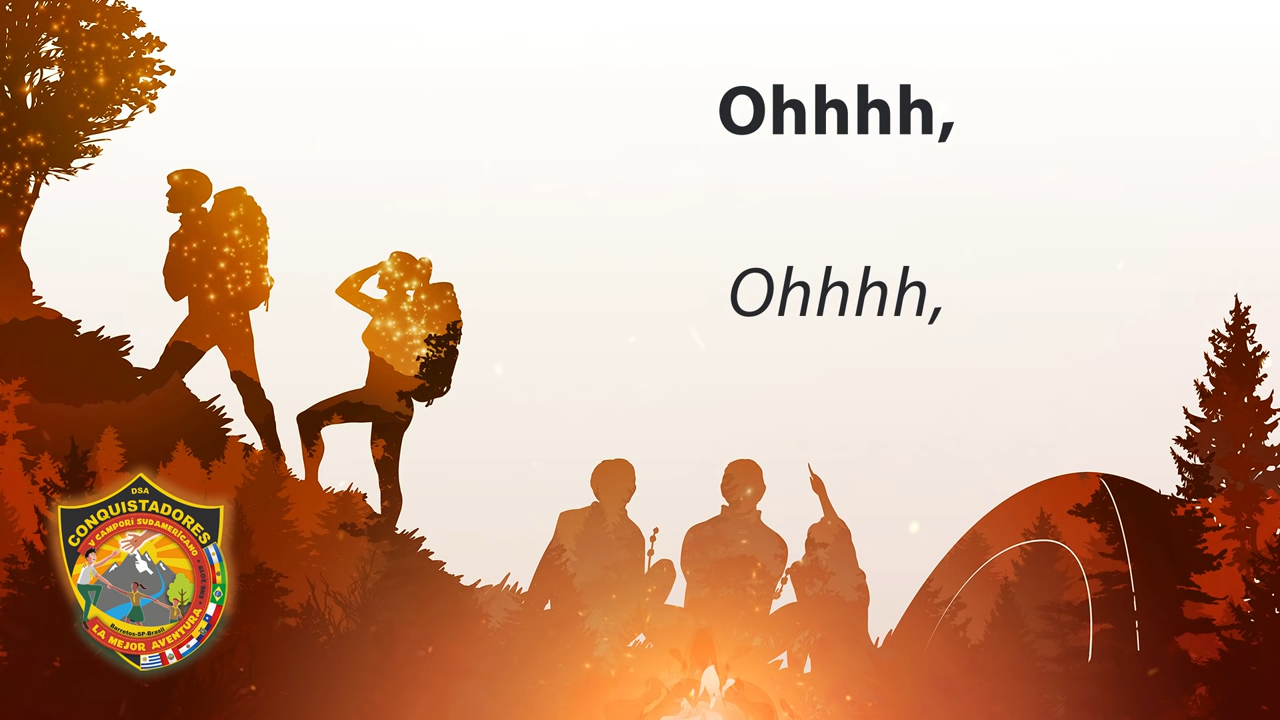 Ohhhh,
Ohhhh,
DSA
CONQUISTADORES
V CAMPORI SUDAMERICANO
Barretos-SP-Brasil
LA MEJOR AVENTURA